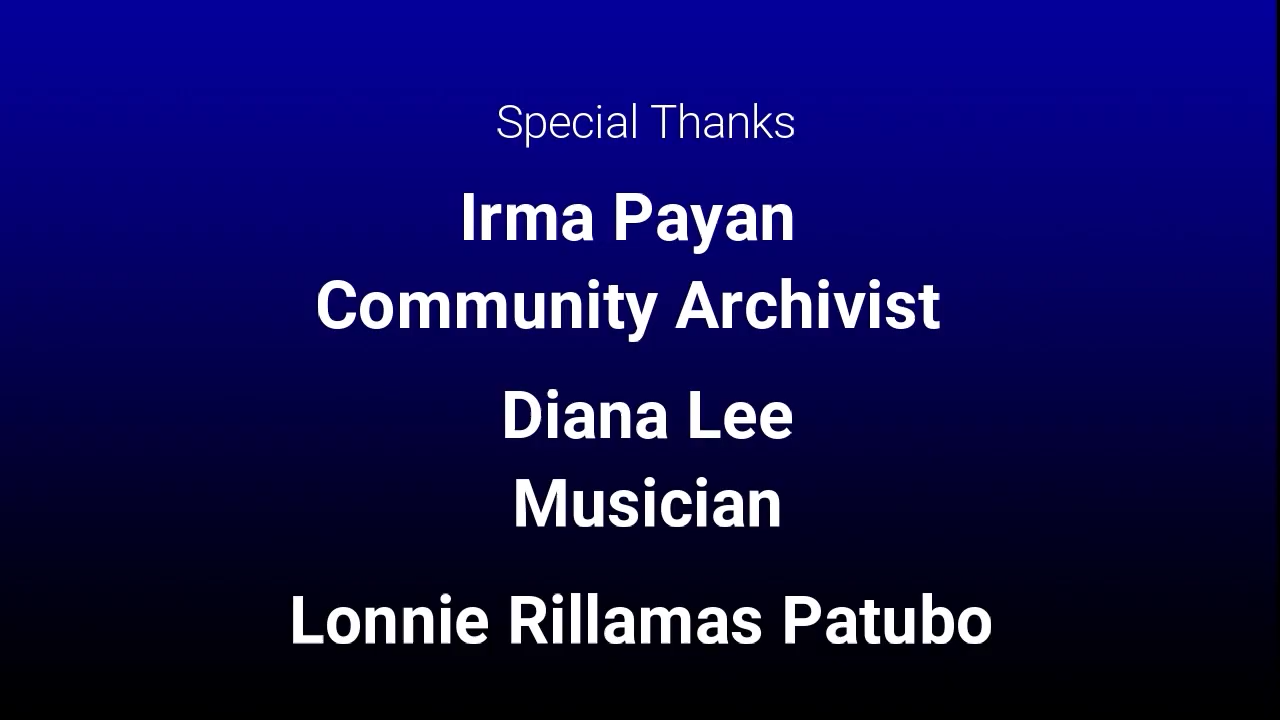 Special Thanks
Irma Payan
Community Archivist
Diana Lee
Musician
Lonnie Rillamas Patubo